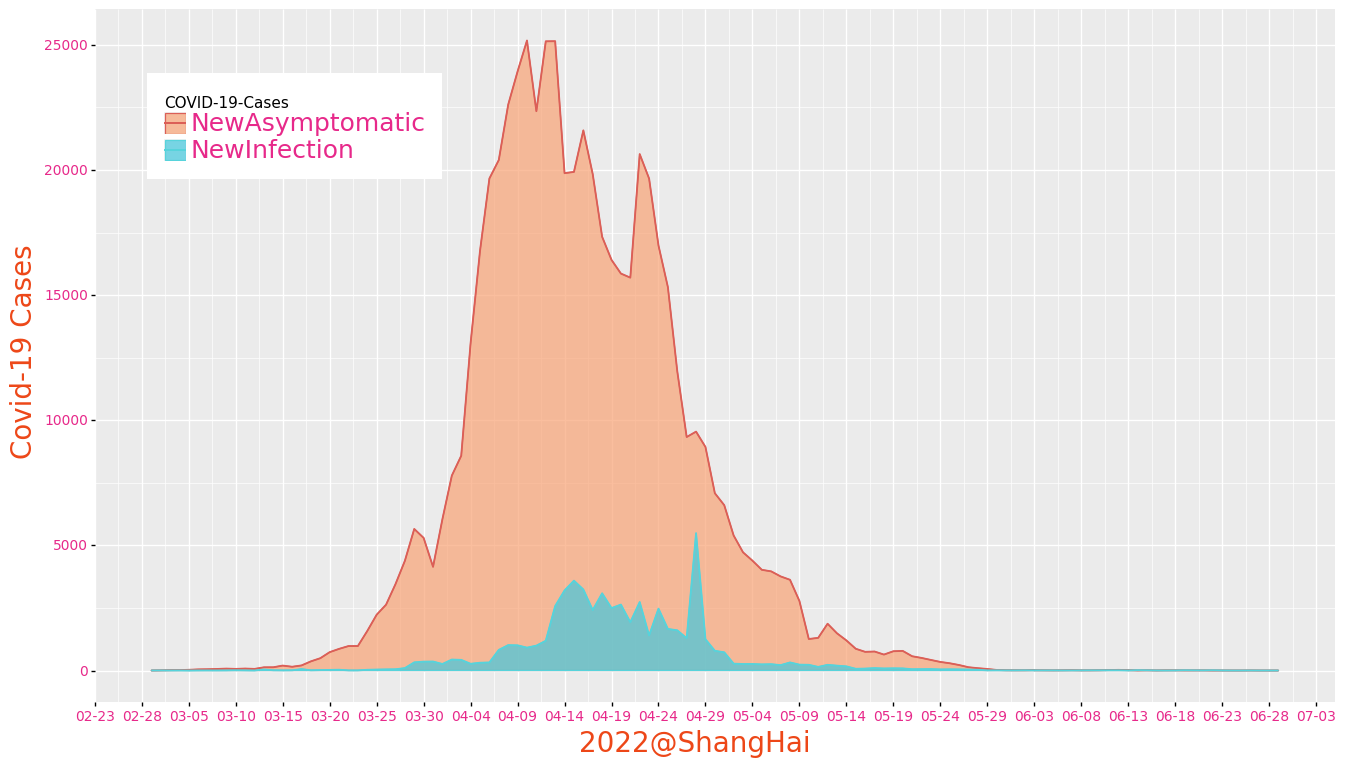 25000
20000
15000
10000
5000
0
Covid-19 Cases
COVID-19-Cases
NewAsymptomatic
NewInfection
02-23 02-28 03-05 03-10 03-15 03-20 03-25 03-30 04-04 04-09 04-14 04-19 04-24 04-29 05-04 05-09 05-14 05-19 05-24 05-29 06-03 06-08 06-13 06-18 06-23 06-28 07-03
2022@ShangHai